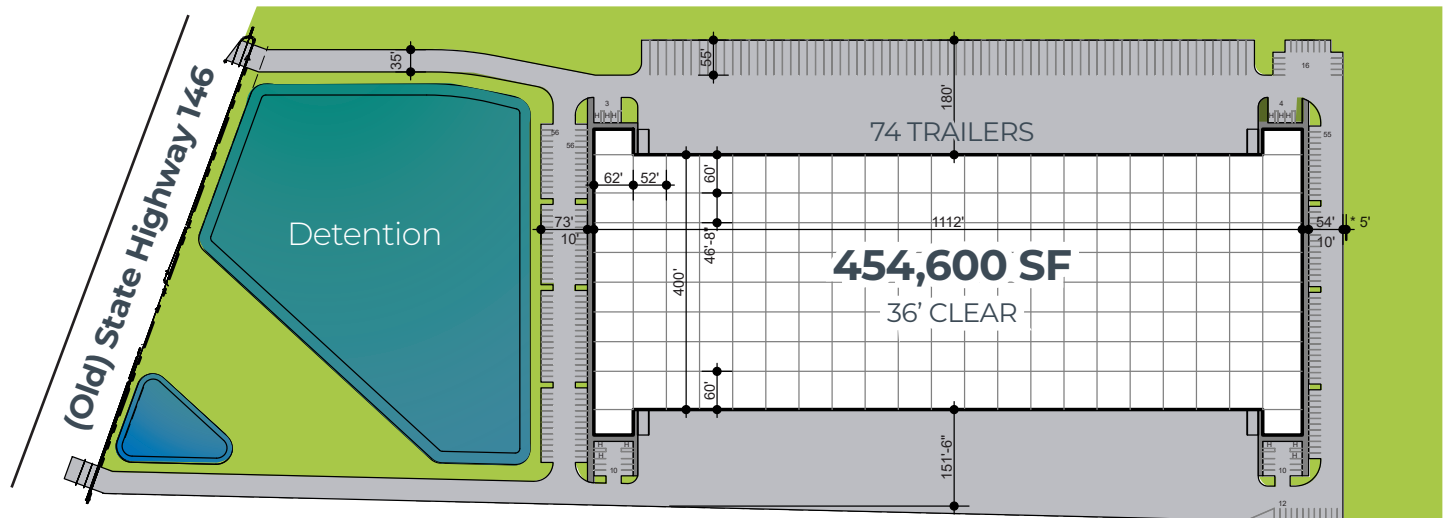 (Old) State Highway 146
Detention
35'
55'
180'
74 TRAILERS
3
H H
4
H H
16
56
56
55
62'
52'
60'
46'-8"
400'
1112'
73'
10'
54'
* 5'
10'
454,600 SF
36' CLEAR
60'
151'-6"
H H
H
H
10
H H
H
H
10
12